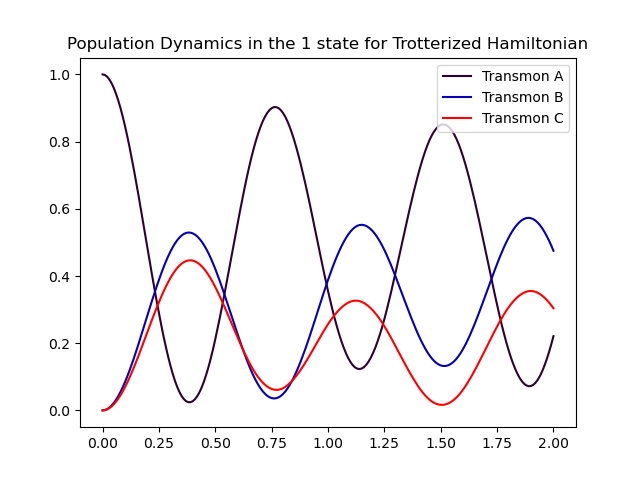 Population Dynamics in the 1 state for Trotterized Hamiltonian
Transmon A
Transmon B
Transmon C
1.0
0.8
0.6
0.4
0.2
0.0
0.00 0.25 0.50 0.75 1.00 1.25 1.50 1.75 2.00